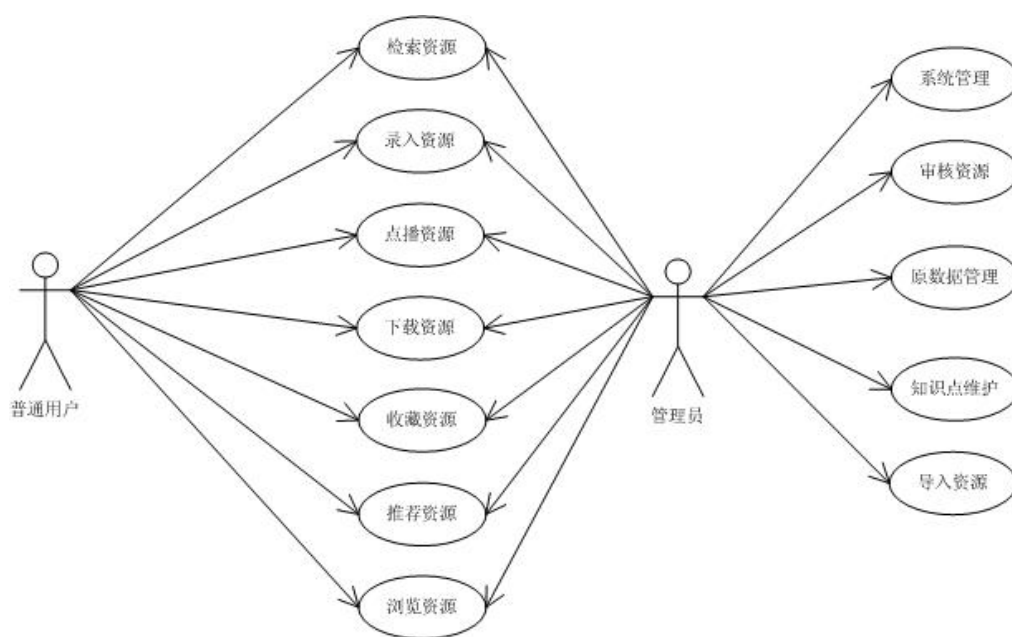 检索资源
录入资源
点播资源
下载资源
收藏资源
推荐资源
浏览资源
普通用户
管理员
系统管理
审核资源
原数据管理
知识点维护
导入资源